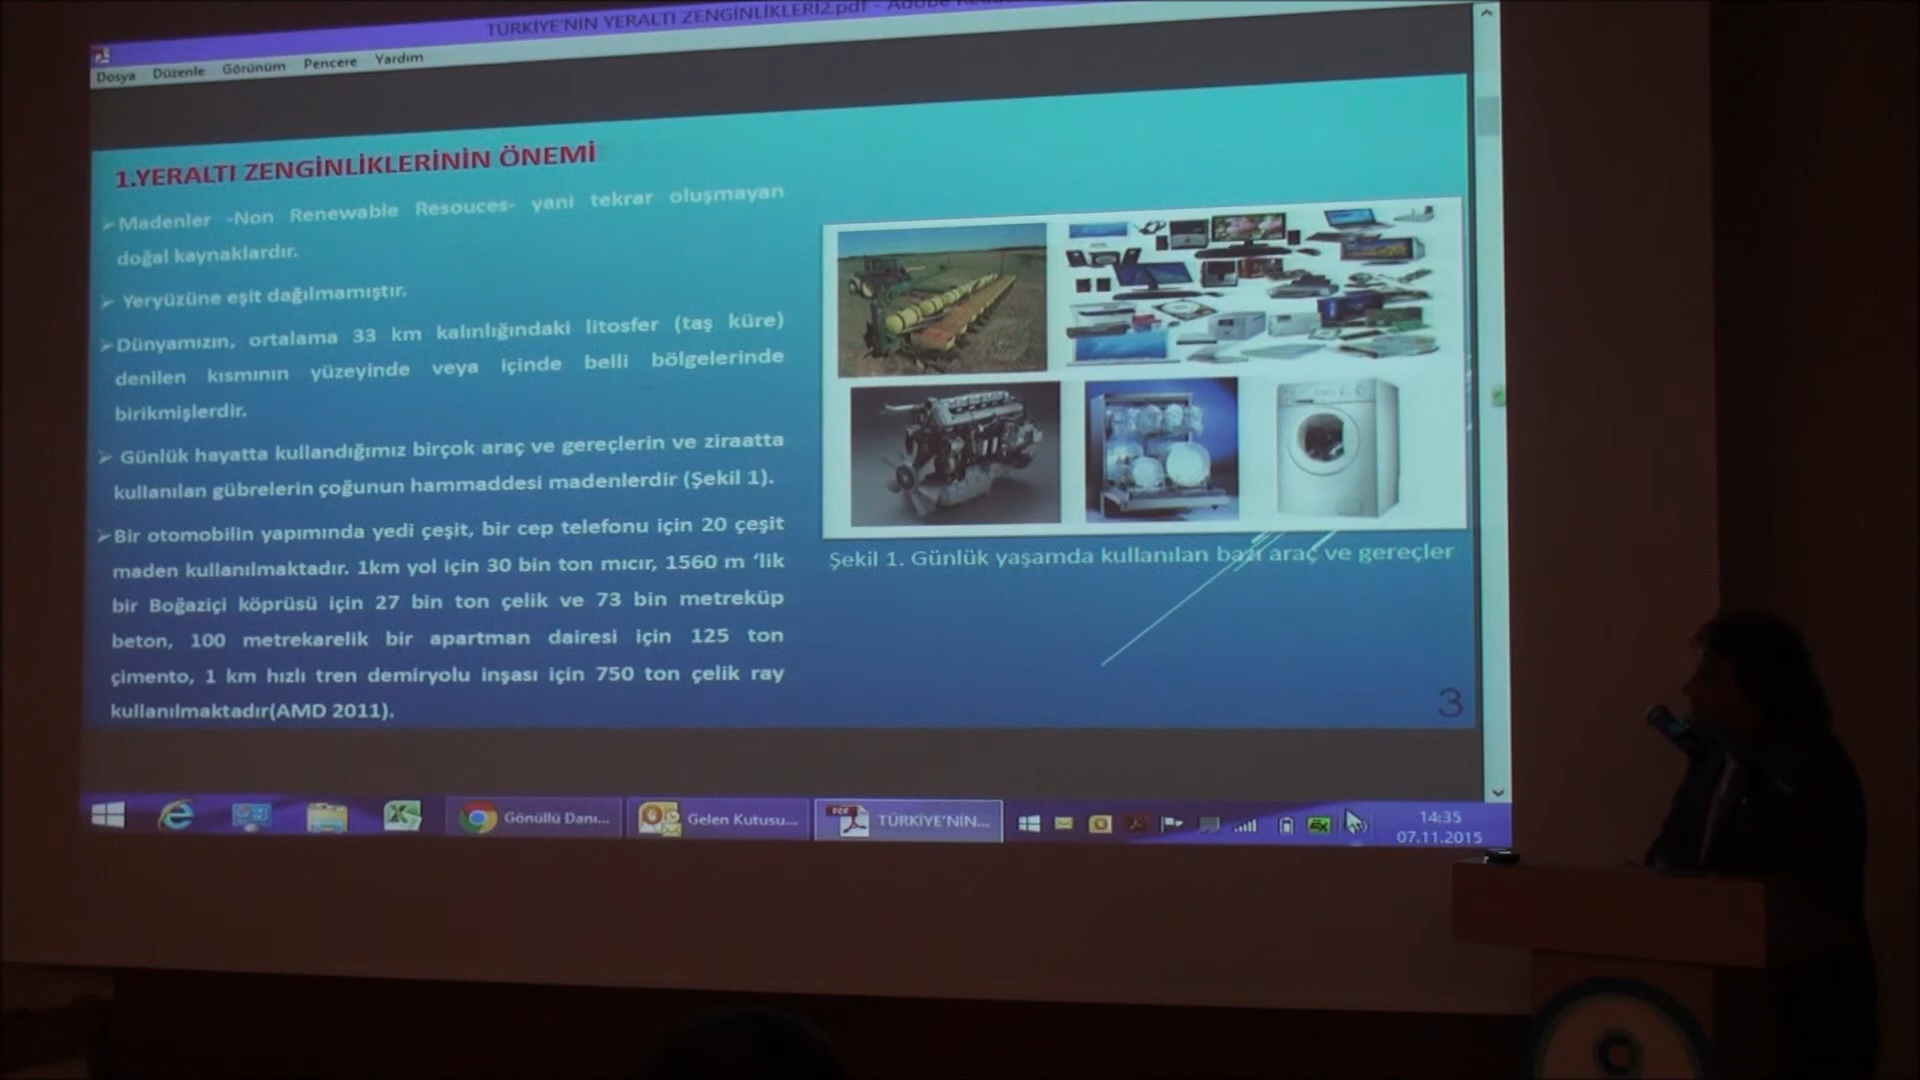 TÜRKİYE'NİN YERALTI ZENGİNLİKLERİ2.pdf - Adobe Reader
Dosya Düzenle Görünüm Pencere Yardım
1.YERALTI ZENGİNLİKLERİNİN ÖNEMİ
➢Madenler -Non Renewable Resouces- yani tekrar oluşmayan
doğal kaynaklardır.
➢ Yeryüzüne eşit dağılmamıştır.
➢Dünyamızın, ortalama 33 km kalınlığındaki litosfer (taş küre)
denilen kısmının yüzeyinde veya içinde belli bölgelerinde
birikmişlerdir.
➢ Günlük hayatta kullandığımız birçok araç ve gereçlerin ve ziraatta
kullanılan gübrelerin çoğunun hammaddesi madenlerdir (Şekil 1).
➢Bir otomobilin yapımında yedi çeşit, bir cep telefonu için 20 çeşit
maden kullanılmaktadır. 1km yol için 30 bin ton mıcır, 1560 m 'lik
bir Boğaziçi köprüsü için 27 bin ton çelik ve 73 bin metreküp
beton, 100 metrekarelik bir apartman dairesi için 125 ton
çimento, 1 km hızlı tren demiryolu inşası için 750 ton çelik ray
kullanılmaktadır(AMD 2011).
Şekil 1. Günlük yaşamda kullanılan bazı araç ve gereçler
3
Gönüllü Danı...
Gelen Kutusu...
TÜRKİYE'NİN...
14:35
07.11.2015